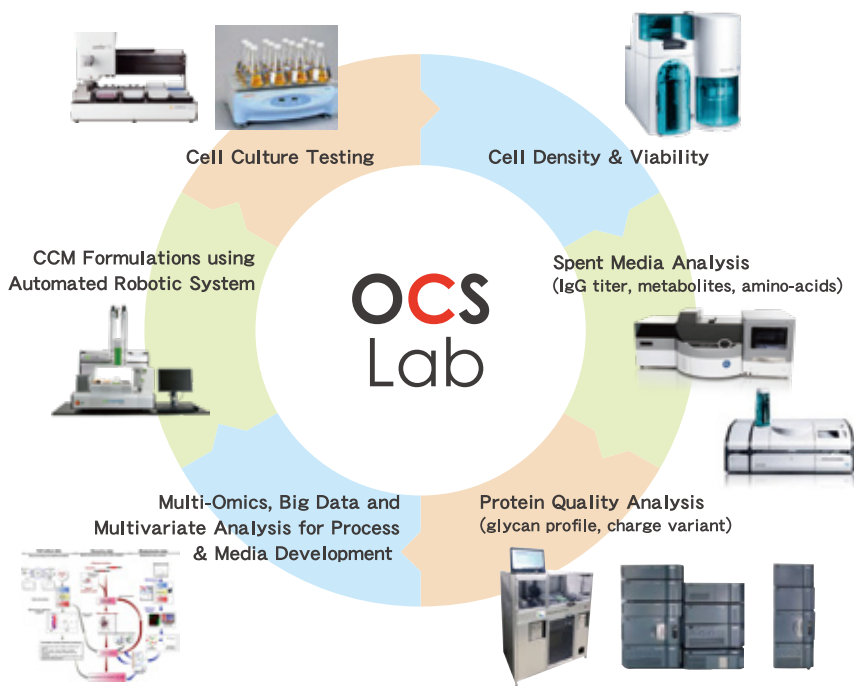 Cell Culture Testing
Cell Density & Viability
CCM Formulations using
Automated Robotic System
Spent Media Analysis
(IgG titer, metabolites, amino-acids)
OCS
Lab
Multi-Omics, Big Data and
Multivariate Analysis for Process
& Media Development
Protein Quality Analysis
(glycan profile, charge variant)